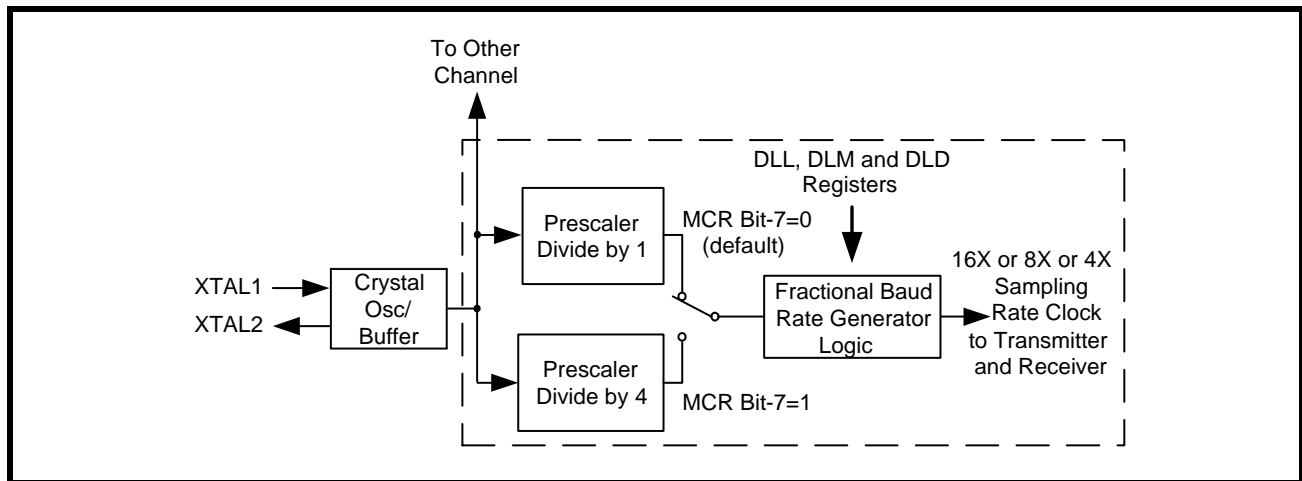 To Other
Channel
DLL, DLM and DLD
Registers
Prescaler
Divide by 1
MCR Bit-7=0
(default)
16X or 8X or 4X
Sampling
Rate Clock
to Transmitter
and Receiver
XTAL1
XTAL2
Crystal
Osc/
Buffer
Fractional Baud
Rate Generator
Logic
Prescaler
Divide by 4
MCR Bit-7=1